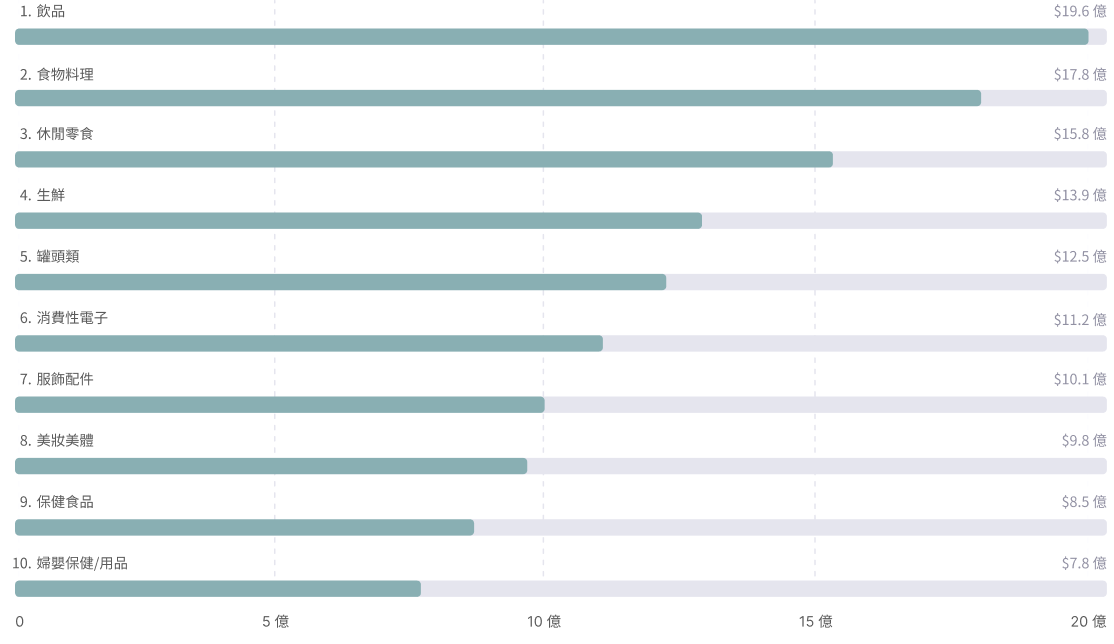 1. 飲品 $19.6 億
2. 食物料理 $17.8 億
3. 休閒零食 $15.8 億
4. 生鮮 $13.9 億
5. 罐頭類 $12.5 億
6. 消費性電子 $11.2 億
7. 服飾配件 $10.1 億
8. 美妝美體 $9.8 億
9. 保健食品 $8.5 億
10. 婦嬰保健/用品 $7.8 億
0 5 億 10 億 15 億 20 億